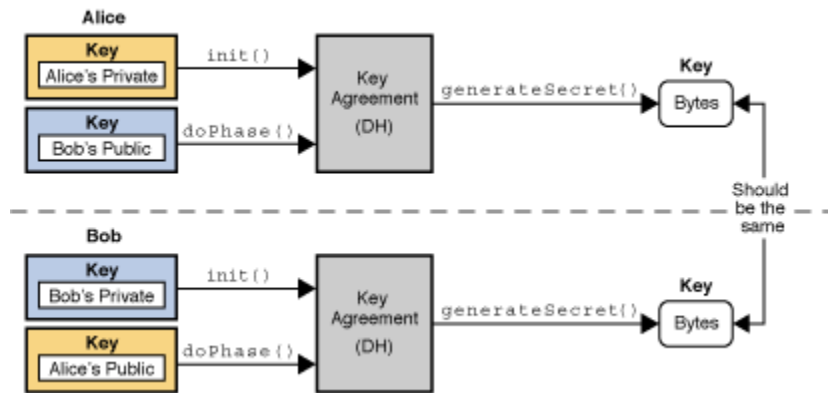 Alice
Key
Alice's Private
init()
Key
Bob's Public
doPhase()
Key
Agreement
(DH)
generateSecret()
Key
Bytes
Should
be the
same
Bob
Key
Bob's Private
init()
Key
Alice's Public
doPhase()
Key
Agreement
(DH)
generateSecret()
Key
Bytes